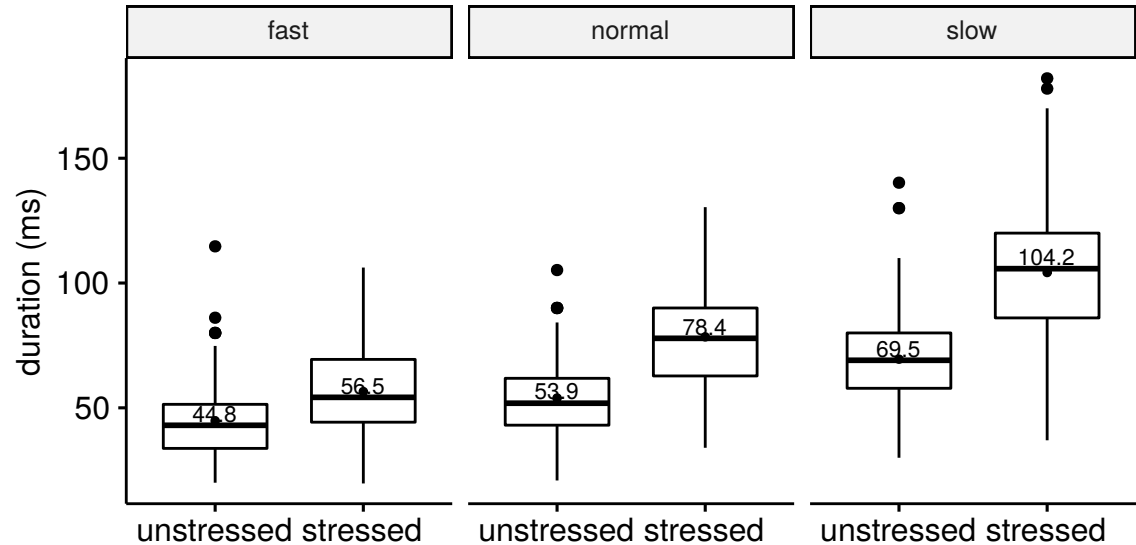 fast normal slow
duration (ms)
150
100
50
44.8 56.5 53.9 78.4 69.5 104.2
unstressed stressed unstressed stressed unstressed stressed